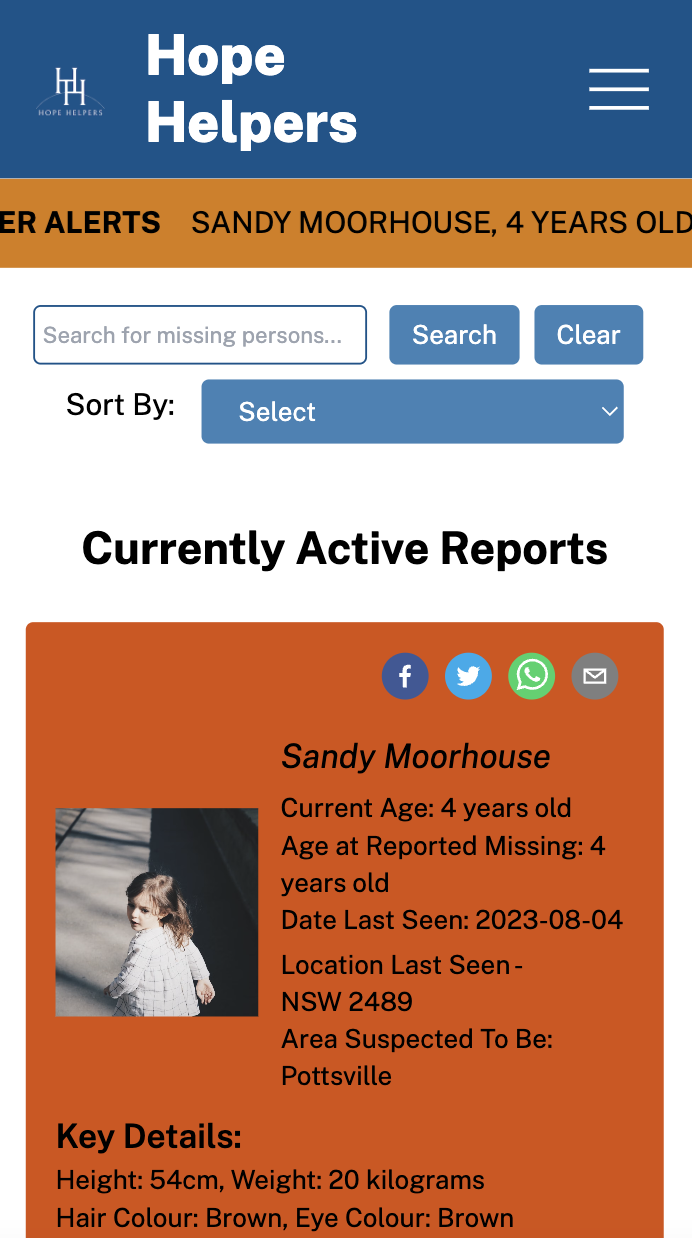 HOPE HELPERS
Hope
Helpers
ER ALERTS SANDY MOORHOUSE, 4 YEARS OLD
Search for missing persons...
Search
Clear
Sort By:
Select
Currently Active Reports
Sandy Moorhouse
Current Age: 4 years old
Age at Reported Missing: 4
years old
Date Last Seen: 2023-08-04
Location Last Seen -
NSW 2489
Area Suspected To Be:
Pottsville
Key Details:
Height: 54cm, Weight: 20 kilograms
Hair Colour: Brown, Eye Colour: Brown